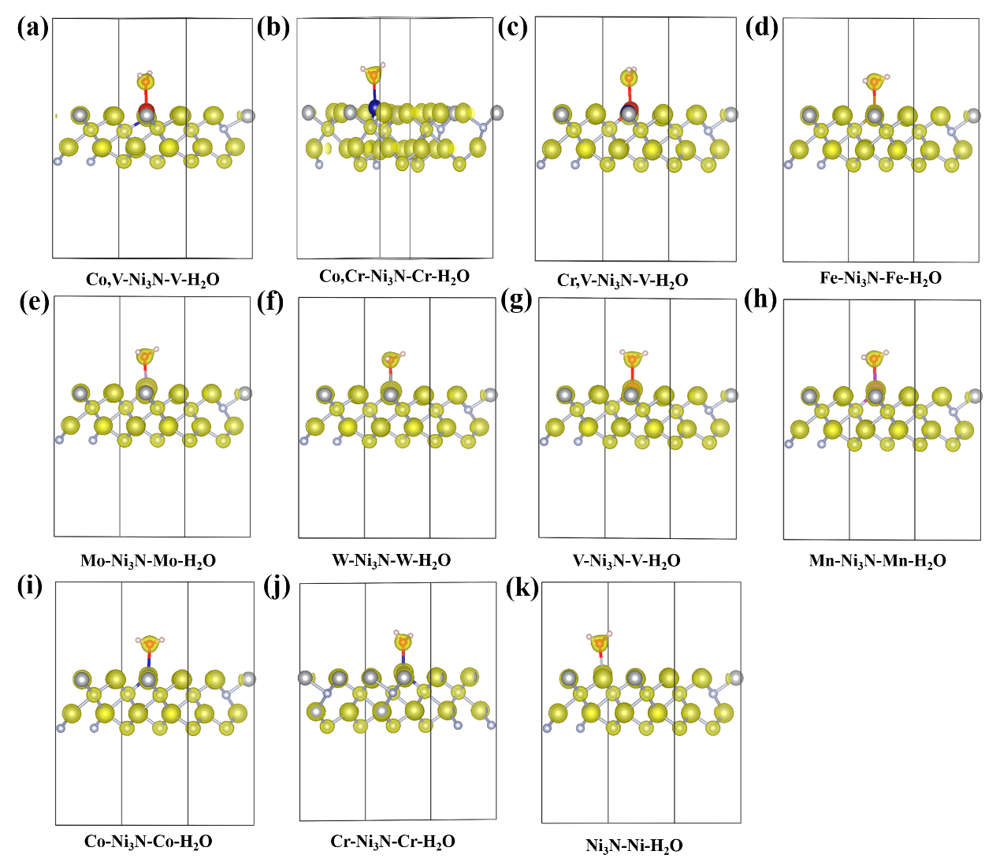 (a) (b) (c) (d)
Co,V-Ni₃N-V-H₂O Co,Cr-Ni₃N-Cr-H₂O Cr,V-Ni₃N-V-H₂O Fe-Ni₃N-Fe-H₂O
(e) (f) (g) (h)
Mo-Ni₃N-Mo-H₂O W-Ni₃N-W-H₂O V-Ni₃N-V-H₂O Mn-Ni₃N-Mn-H₂O
(i) (j) (k)
Co-Ni₃N-Co-H₂O Cr-Ni₃N-Cr-H₂O Ni₃N-Ni-H₂O